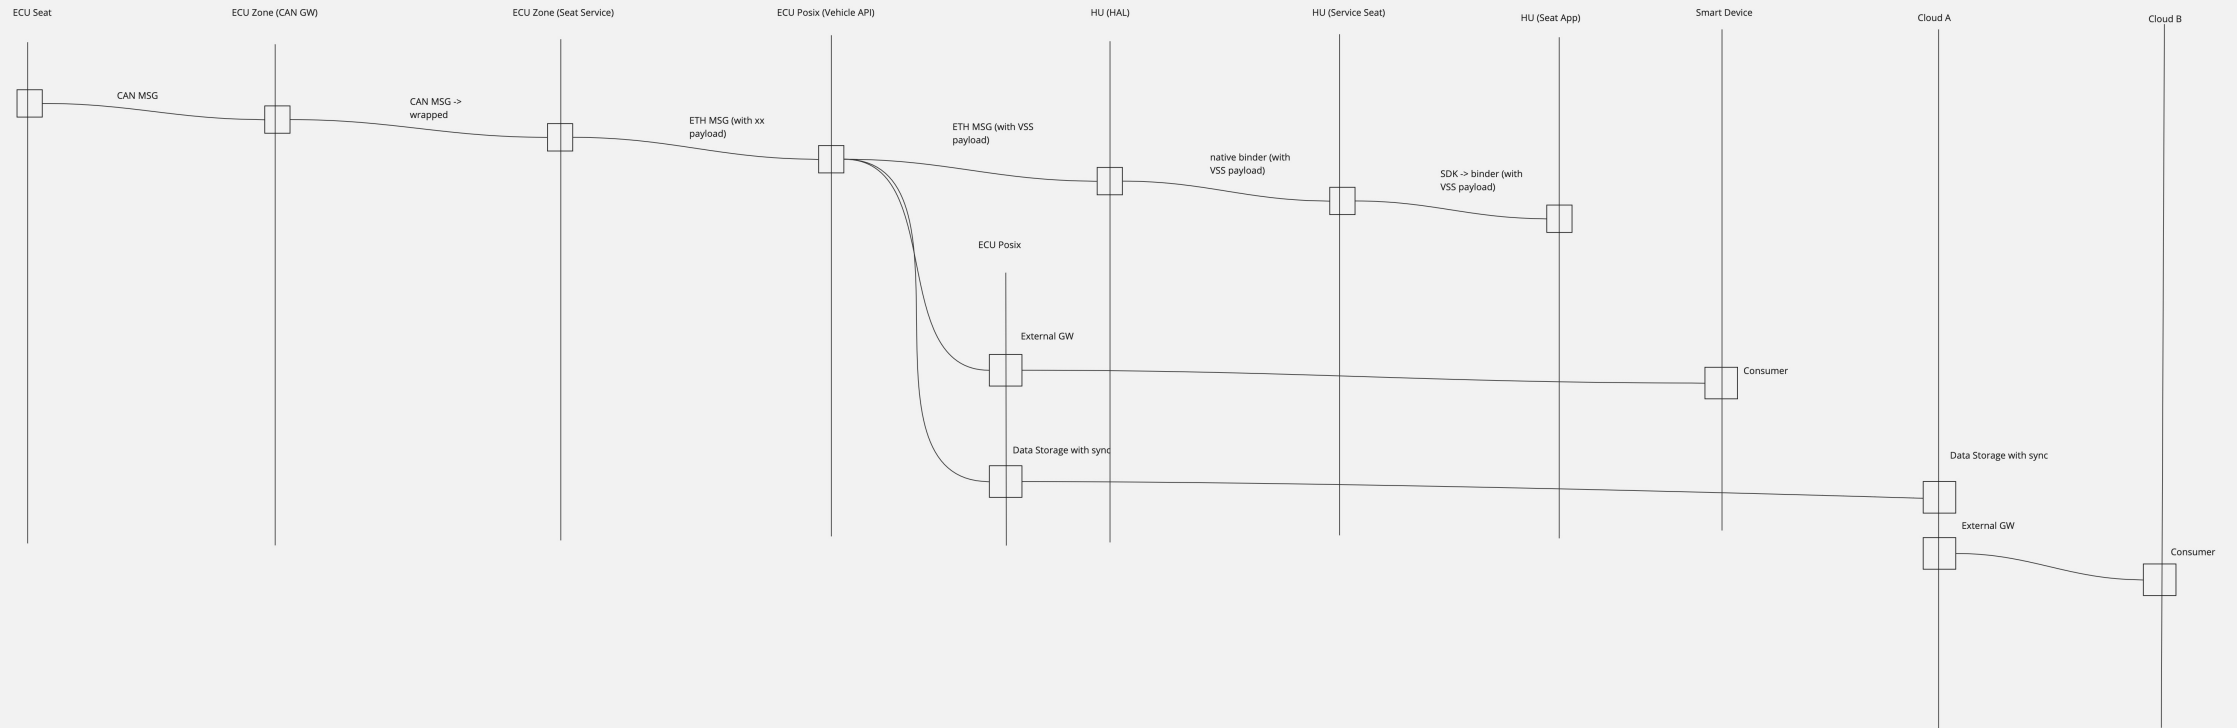 ECU Seat
ECU Zone (CAN GW)
ECU Zone (Seat Service)
ECU Posix (Vehicle API)
HU (HAL)
HU (Service Seat)
HU (Seat App)
Smart Device
Cloud A
Cloud B
CAN MSG
CAN MSG ->
wrapped
ETH MSG (with xx
payload)
ETH MSG (with VSS
payload)
native binder (with
VSS payload)
SDK -> binder (with
VSS payload)
ECU Posix
External GW
Consumer
Data Storage with sync
Data Storage with sync
External GW
Consumer